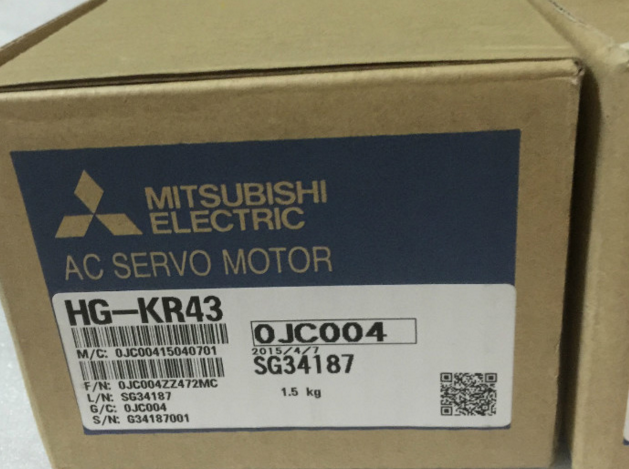 MITSUBISHI
ELECTRIC
AC SERVO MOTOR
HG-KR43
M/C: 0JC00415040701
F/N: 0JC004ZZ472MC
L/N: SG34187
G/C: 0JC004
S/N: G34187001
0JC004
2015/4/7
SG34187
1.5 kg